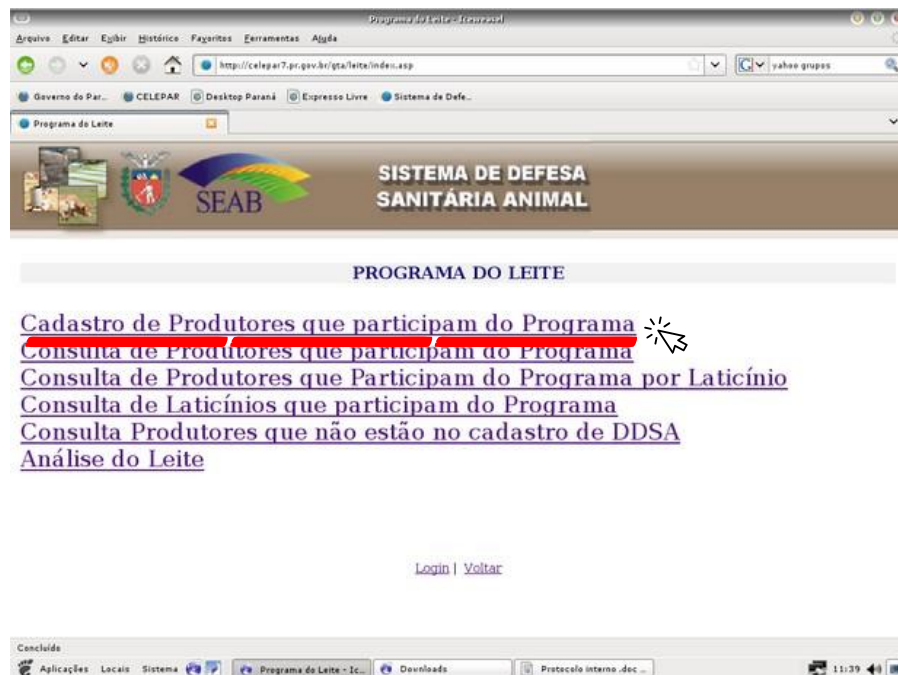 Programa do Leite - Iceweasel
Arquivo Editar Exibir Histórico Favoritos Ferramentas Ajuda
http://celepar7.pr.gov.br/gta/leite/index.asp
yahoo grupos
Governo do Par... CELEPAR Desktop Paraná Expresso Livre Sistema de Defe...
Programa do Leite
SEAB
SISTEMA DE DEFESA
SANITÁRIA ANIMAL
PROGRAMA DO LEITE
Cadastro de Produtores que participam do Programa
Consulta de Produtores que participam do Programa
Consulta de Produtores que Participam do Programa por Laticínio
Consulta de Laticínios que participam do Programa
Consulta Produtores que não estão no cadastro de DDSA
Análise do Leite
Login | Voltar
Concluído
Aplicações Locais Sistema Programa do Leite - Ic... Downloads Protocolo interno .doc ... 11:39